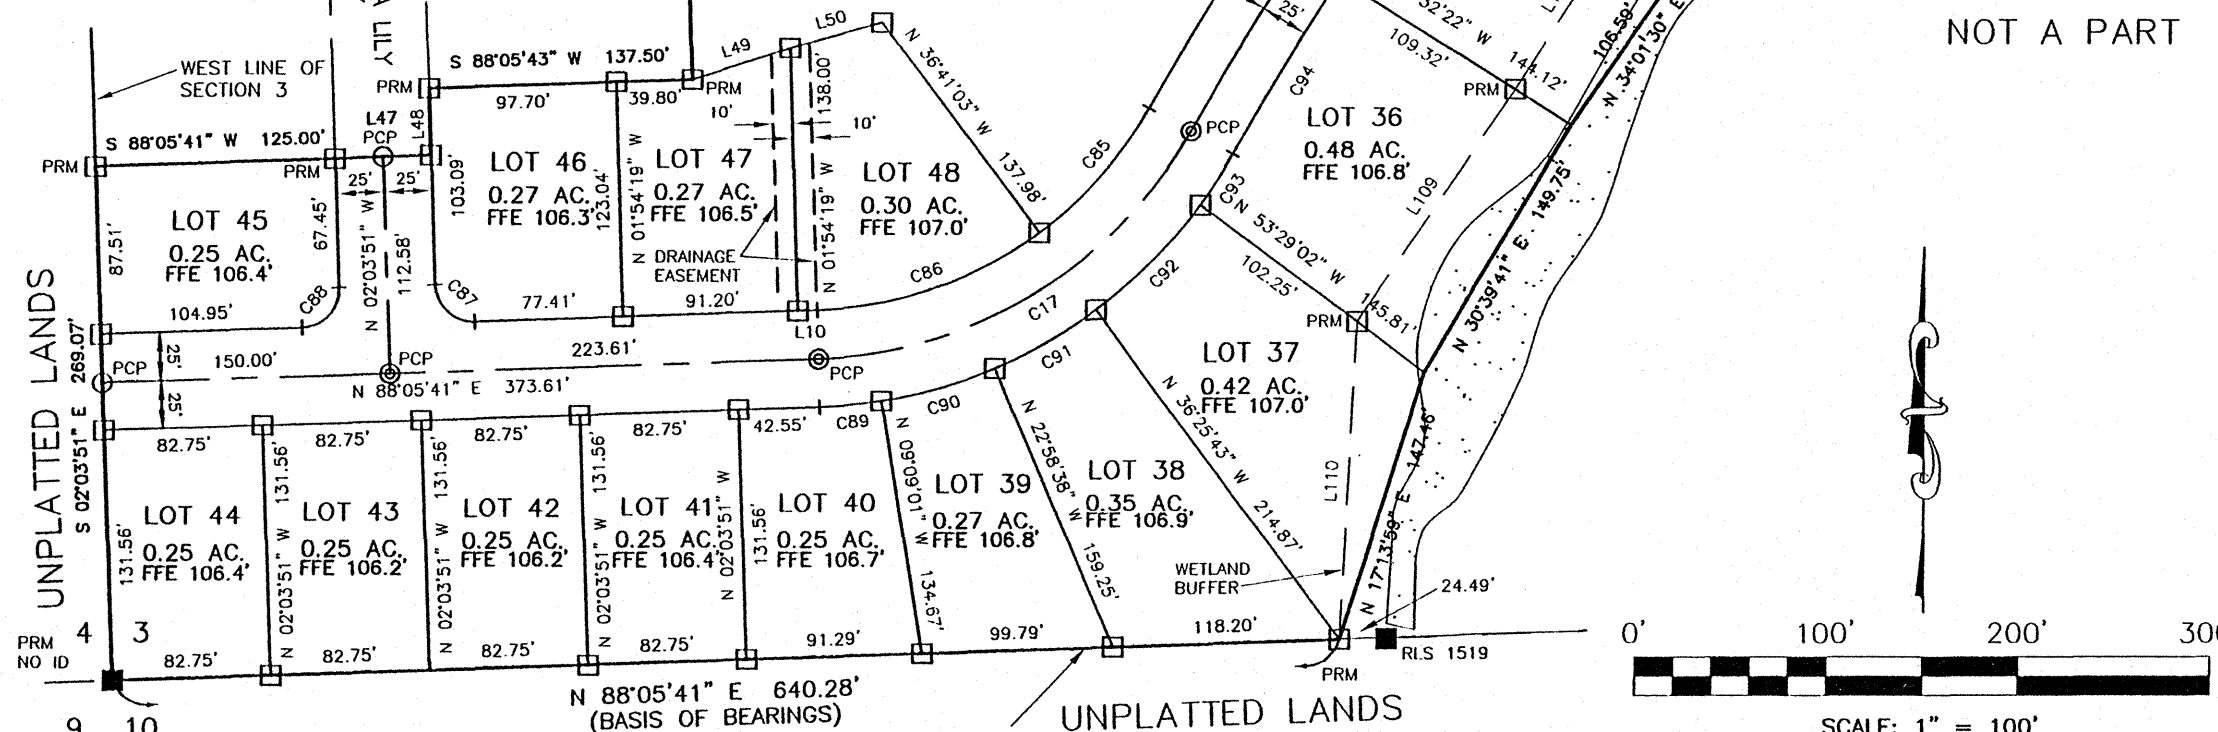 NOT A PART
WEST LINE OF
SECTION 3
LILY
S 88°05'43" W 137.50'
97.70'
39.80'
PRM
PRM
L49
L50
10'
10'
138.00'
N 36°41'03" W
137.98'
25'
C94
C85
PCP
32'22" W
109.32'
144.12'
PRM
106.59'
N 34°01'30" E
LOT 36
0.48 AC.
FFE 106.8'
L109
149.75'
N 30°39'41" E
S 88°05'41" W 125.00'
PRM
PRM
L47
PCP
L48
25'
25'
LOT 45
0.25 AC.
FFE 106.4'
87.51'
67.45'
N 02°03'51" W
112.58'
103.09'
LOT 46
0.27 AC.
FFE 106.3'
123.04'
N 01°54'19" W
LOT 47
0.27 AC.
FFE 106.5'
DRAINAGE
EASEMENT
N 01°54'19" W
LOT 48
0.30 AC.
FFE 107.0'
C86
C93
N 53°29'02" W
102.25'
145.81'
PRM
C92
C88
C87
104.95'
77.41'
91.20'
L10
C17
C91
25'
25'
PCP
150.00'
PCP
223.61'
PCP
N 88°05'41" E 373.61'
UNPLATTED LANDS
S 02°03'51" E 269.07'
82.75'
82.75'
82.75'
82.75'
42.55'
C89
C90
LOT 37
0.42 AC.
FFE 107.0'
N 36°25'43" W
214.87'
L110
147.46'
N 17°13'59" E
131.56'
LOT 44
0.25 AC.
FFE 106.4'
N 02°03'51" W 131.56'
LOT 43
0.25 AC.
FFE 106.2'
N 02°03'51" W 131.56'
LOT 42
0.25 AC.
FFE 106.2'
N 02°03'51" W 131.56'
LOT 41
0.25 AC.
FFE 106.4'
N 02°03'51" W
131.56'
LOT 40
0.25 AC.
FFE 106.7'
N 09°09'01" W
134.67'
LOT 39
0.27 AC.
FFE 106.8'
N 22°58'38" W
159.25'
LOT 38
0.35 AC.
FFE 106.9'
WETLAND
BUFFER
24.49'
PRM
NO ID
4 3
82.75'
82.75'
82.75'
82.75'
91.29'
99.79'
118.20'
PRM
RLS 1519
9 10
N 88°05'41" E 640.28'
(BASIS OF BEARINGS)
UNPLATTED LANDS
0' 100' 200'
SCALE: 1" = 100'